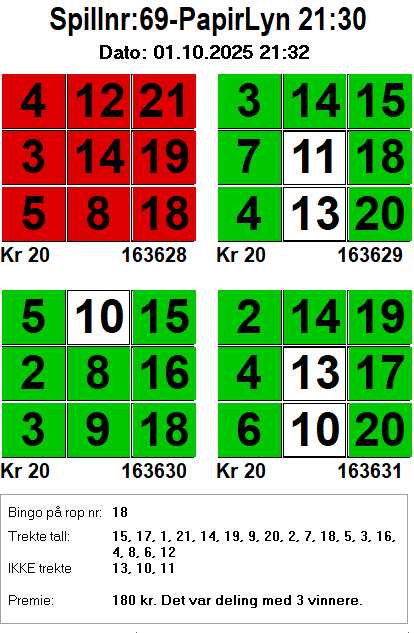 Spillnr:69-PapirLyn 21:30
Dato: 01.10.2025 21:32
4 12 21
3 14 19
5 8 18
Kr 20 163628
3 14 15
7 11 18
4 13 20
Kr 20 163629
5 10 15
2 8 16
3 9 18
Kr 20 163630
2 14 19
4 13 17
6 10 20
Kr 20 163631
Bingo på rop nr: 18
Trekte tall: 15, 17, 1, 21, 14, 19, 9, 20, 2, 7, 18, 5, 3, 16,
4, 8, 6, 12
IKKE trekte 13, 10, 11
Premie: 180 kr. Det var deling med 3 vinnere.